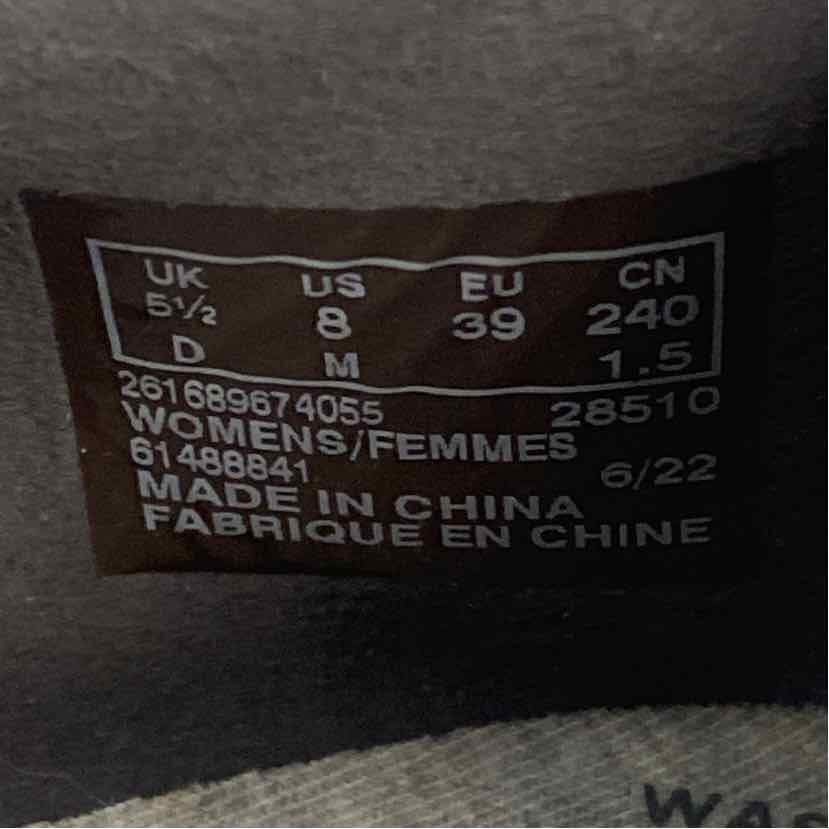 UK US EU CN
5½ 8 39 240
D M 1.5
261689674055 28510
WOMENS/FEMMES
61488841 6/22
MADE IN CHINA
FABRIQUE EN CHINE